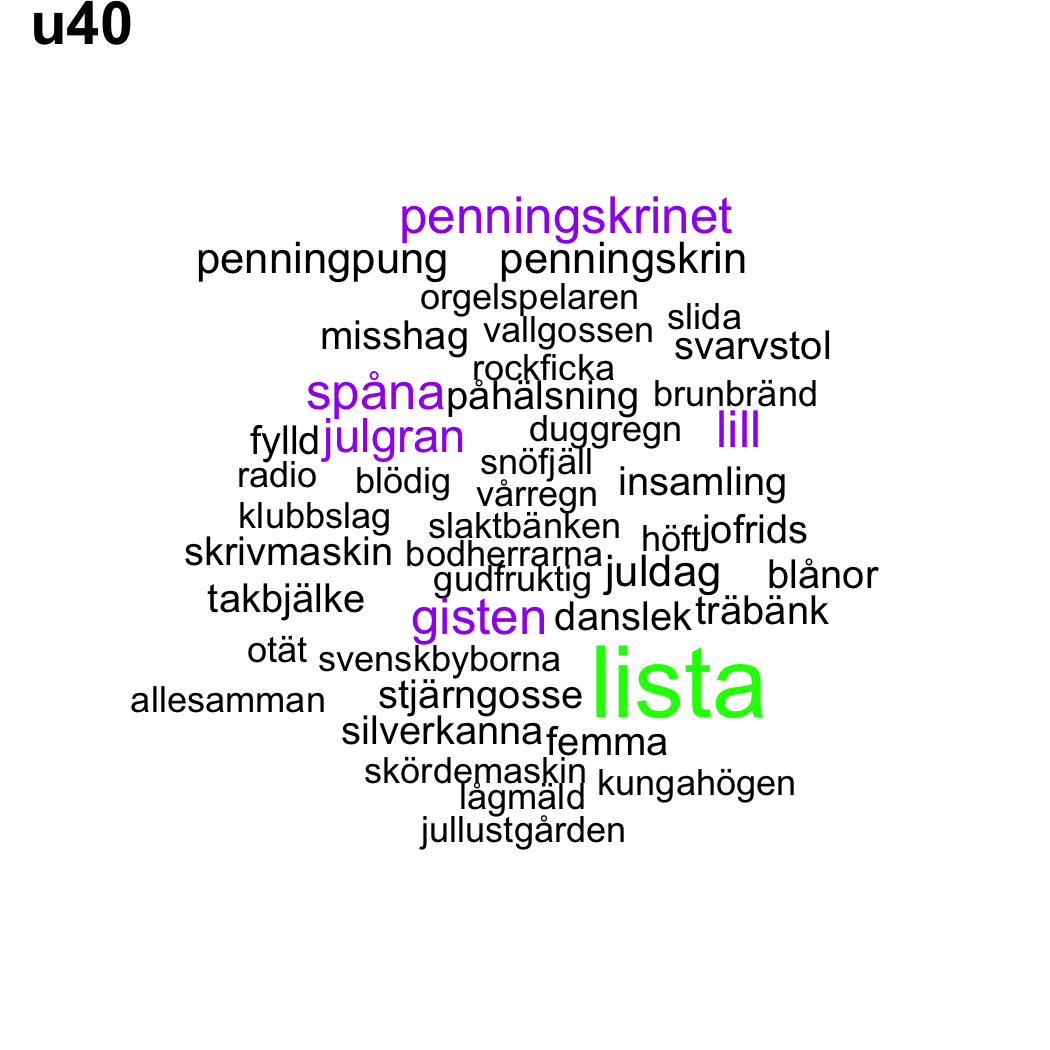 u40
penningskrinet
penningpung penningskrin
orgelspelaren
misshag vallgossen slida
svarvstol
rockficka
spåna påhälsning brunbränd
fylld julgran duggregn lill
radio blödig snöfjäll insamling
vårregn
klubbslag slaktbänken höft jofrids
skrivmaskin bodherrarna juldag blånor
gudfruktig
takbjälke gisten danslek träbänk
otät svenskbyborna lista
allesamman stjärngosse
silverkanna femma
skördemaskin kungahögen
lågmäld
jullustgården